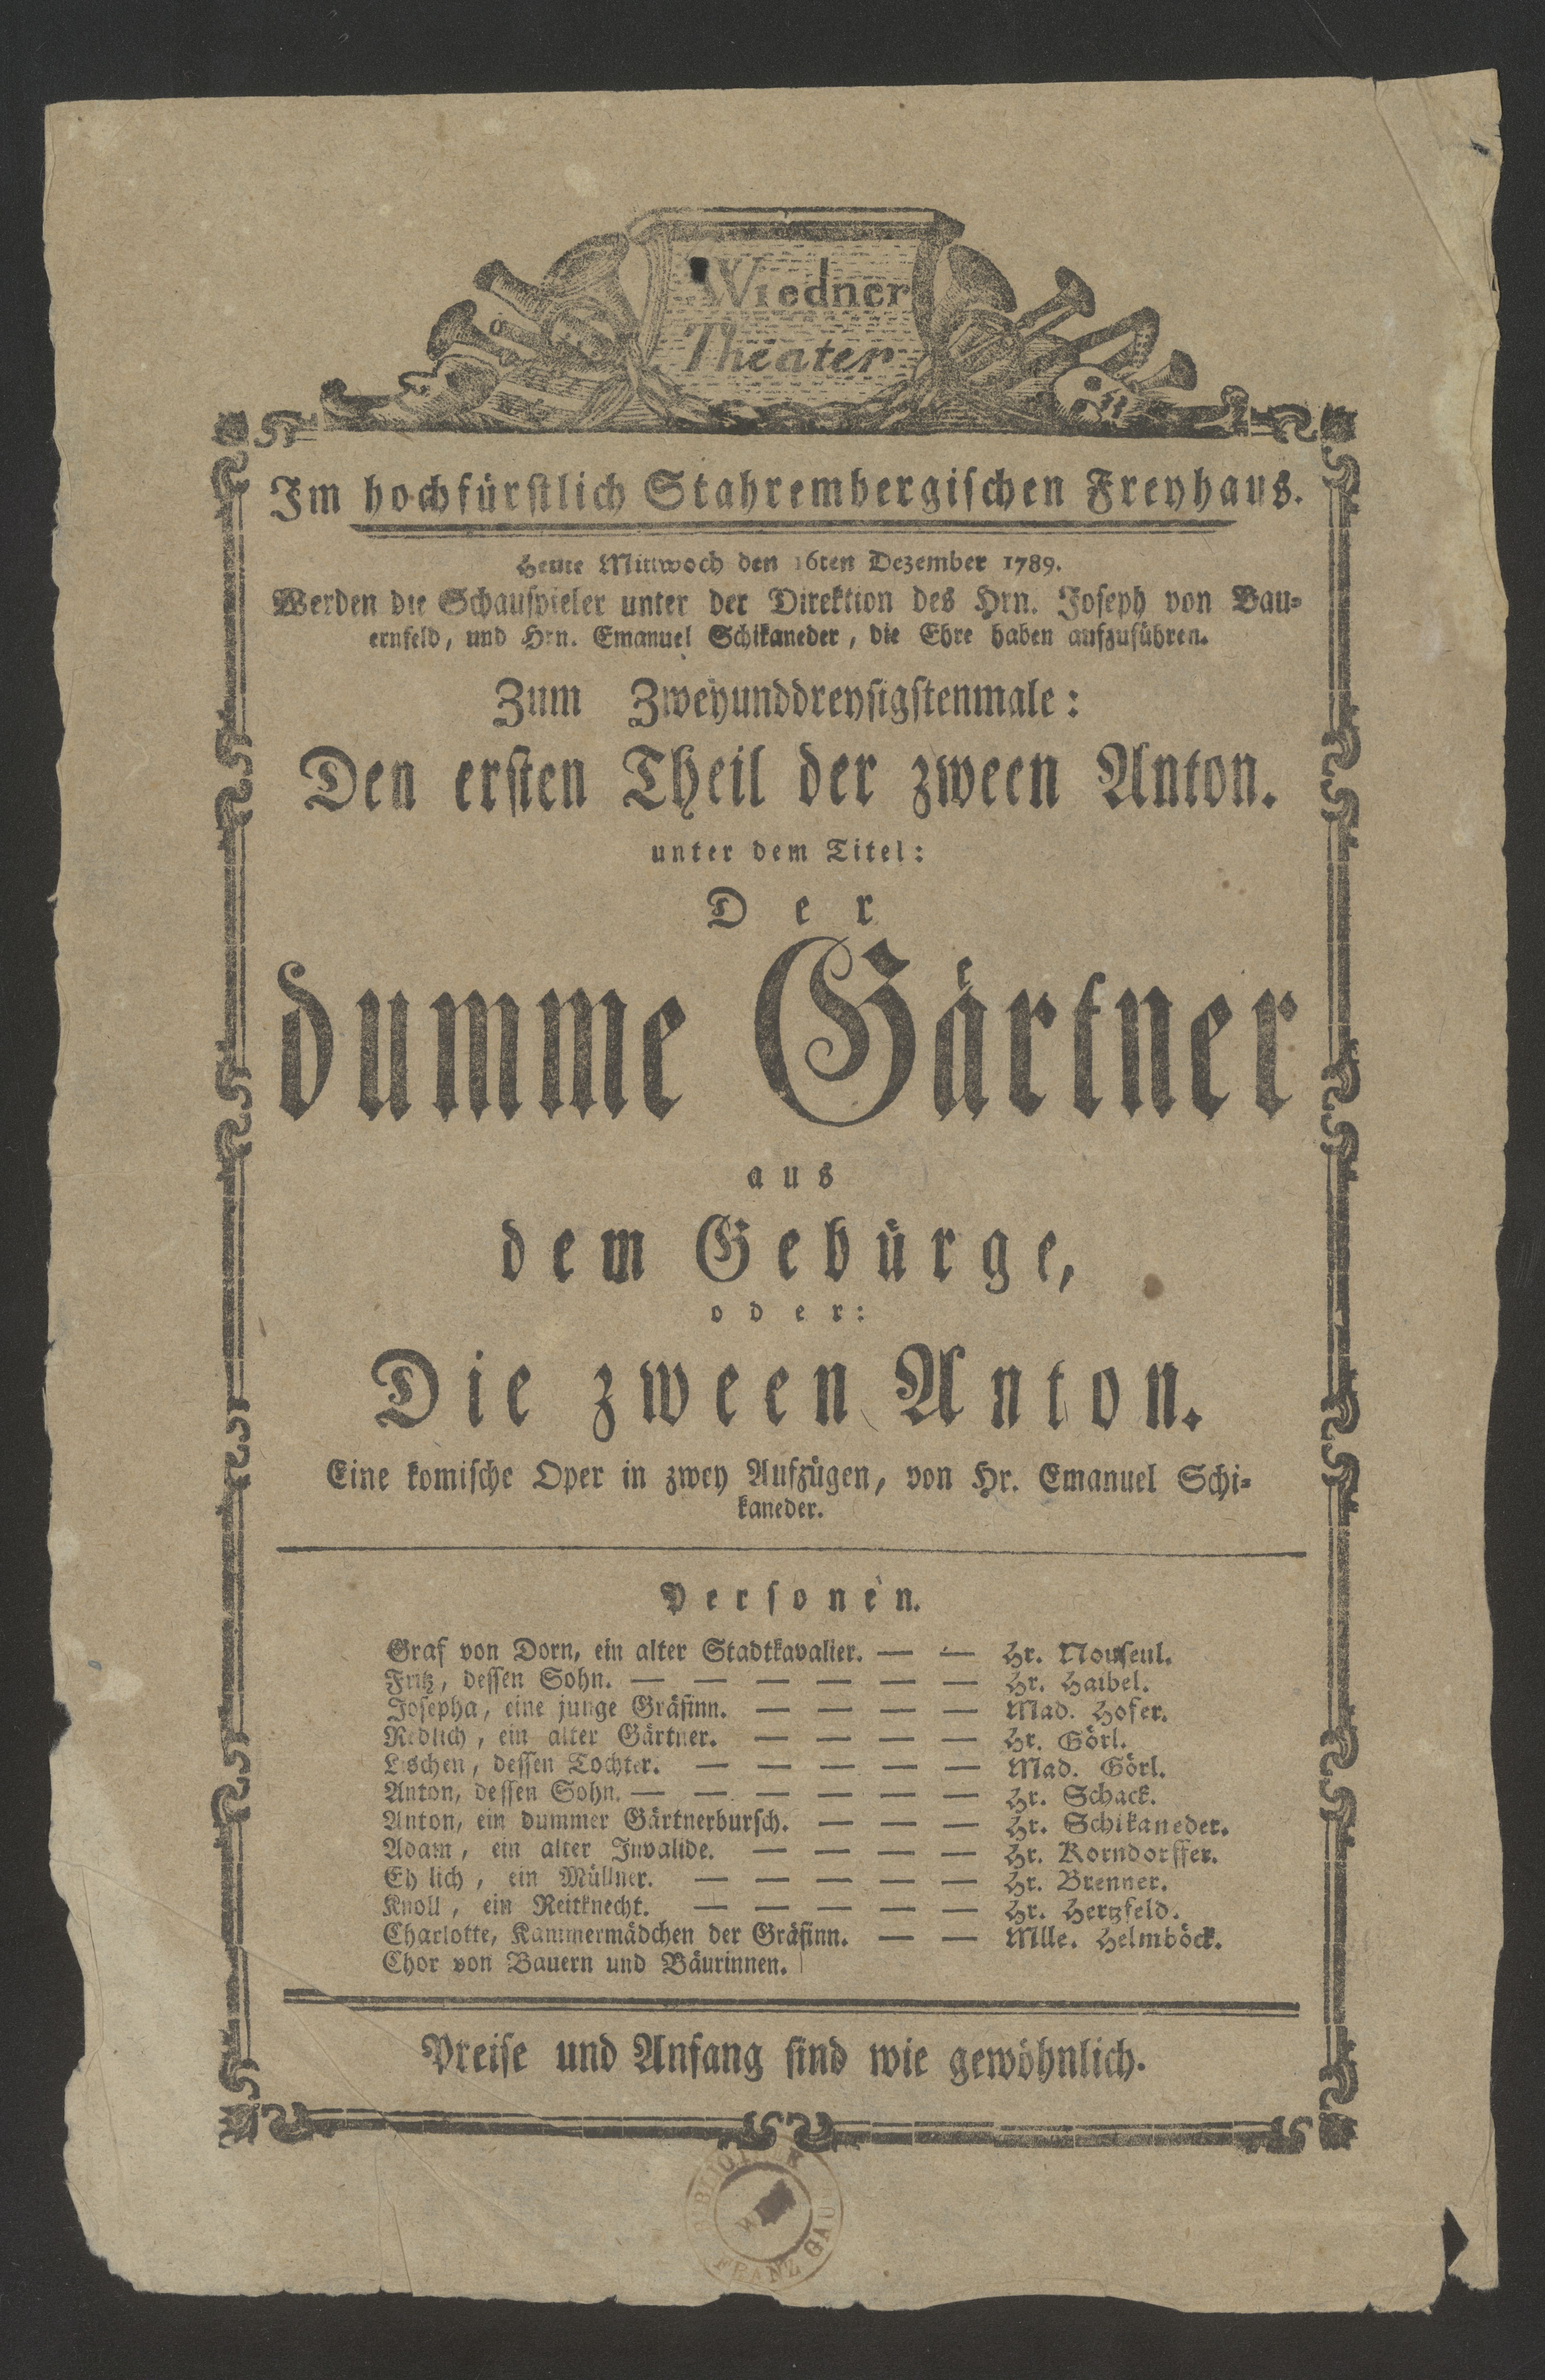 Wiedner
Theater
Im hochfürstlich Stahrembergischen Freyhaus.
Heute Mittwoch den 16ten Dezember 1789.
Werden die Schauspieler unter der Direktion des Hrn. Joseph von Bau-
ernfeld, und Hrn. Emanuel Schikaneder, die Ehre haben aufzuführen.
Zum Zweyunddreysigstenmale:
Den ersten Theil der zween Anton.
unter dem Titel:
Der
dumme Gärtner
aus
dem Gebürge,
oder:
Die zween Anton.
Eine komische Oper in zwey Aufzügen, von Hr. Emanuel Schi-
kaneder.
Personen.
Graf von Dorn, ein alter Stadtkavalier. — — Hr. Nouseul.
Fritz, dessen Sohn. — — — — — — Hr. Haibel.
Josepha, eine junge Gräfinn. — — — — Mad. Hofer.
Redlich, ein alter Gärtner. — — — — Hr. Görl.
Lischen, dessen Tochter. — — — — — Mad. Görl.
Anton, dessen Sohn. — — — — — — Hr. Schack.
Anton, ein dummer Gärtnerbursch. — — — Hr. Schikaneder.
Adam, ein alter Invalide. — — — — Hr. Korndorffer.
Ehrlich, ein Müllner. — — — — — Hr. Brenner.
Knoll, ein Reitknecht. — — — — — Hr. Hertzfeld.
Charlotte, Kammermädchen der Gräfinn. — — Mlle. Helmböck.
Chor von Bauern und Bäurinnen.
Preise und Anfang sind wie gewöhnlich.
FRANZ